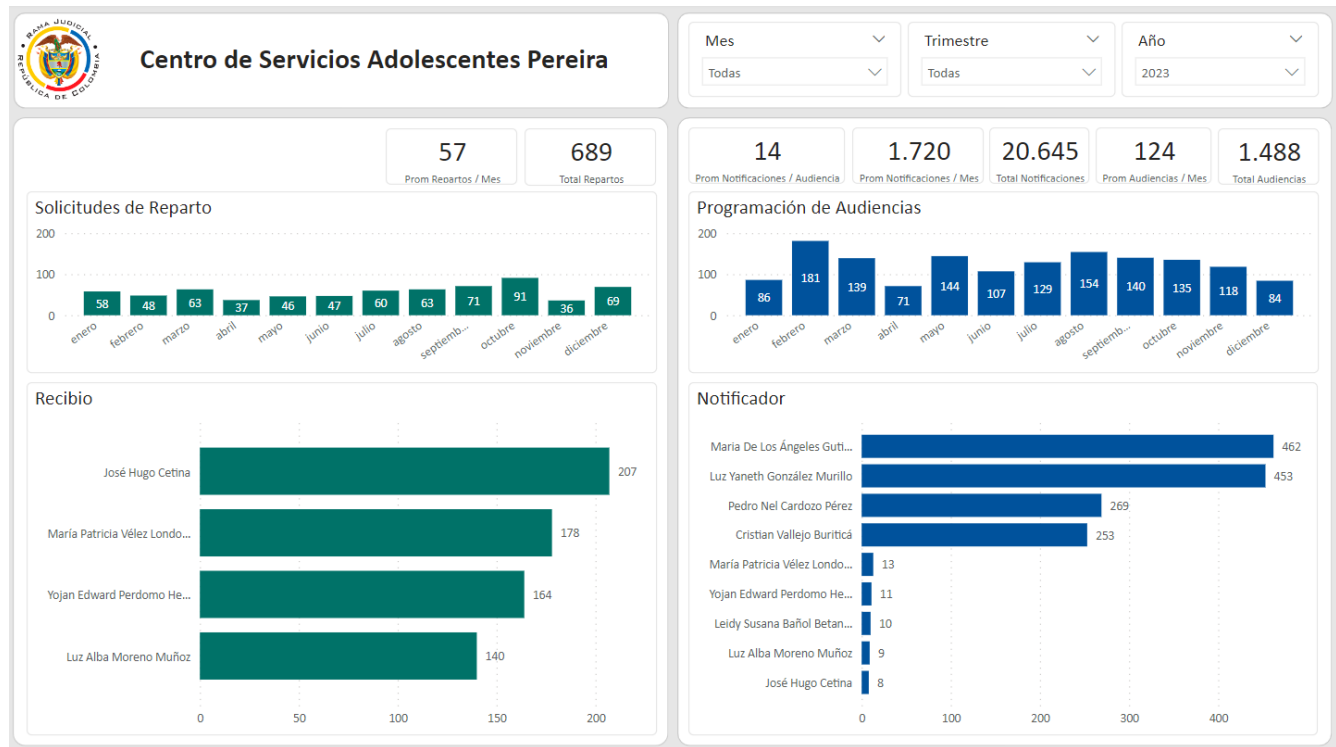 RAMA JUDICIAL
REPÚBLICA DE COLOMBIA
Centro de Servicios Adolescentes Pereira
Mes
Todas
Trimestre
Todas
Año
2023
57
Prom Repartos / Mes
689
Total Repartos
14
Prom Notificaciones / Audiencia
1.720
Prom Notificaciones / Mes
20.645
Total Notificaciones
124
Prom Audiencias / Mes
1.488
Total Audiencias
Solicitudes de Reparto
200
100
0
58 48 63 37 46 47 60 63 71 91 36 69
enero febrero marzo abril mayo junio julio agosto septiemb... octubre noviembre diciembre
Programación de Audiencias
200
100
0
86 181 139 71 144 107 129 154 140 135 118 84
enero febrero marzo abril mayo junio julio agosto septiemb... octubre noviembre diciembre
Recibio
José Hugo Cetina 207
María Patricia Vélez Londo... 178
Yojan Edward Perdomo He... 164
Luz Alba Moreno Muñoz 140
0 50 100 150 200
Notificador
Maria De Los Ángeles Guti... 462
Luz Yaneth González Murillo 453
Pedro Nel Cardozo Pérez 269
Cristian Vallejo Buriticá 253
María Patricia Vélez Londo... 13
Yojan Edward Perdomo He... 11
Leidy Susana Bañol Betan... 10
Luz Alba Moreno Muñoz 9
José Hugo Cetina 8
0 100 200 300 400